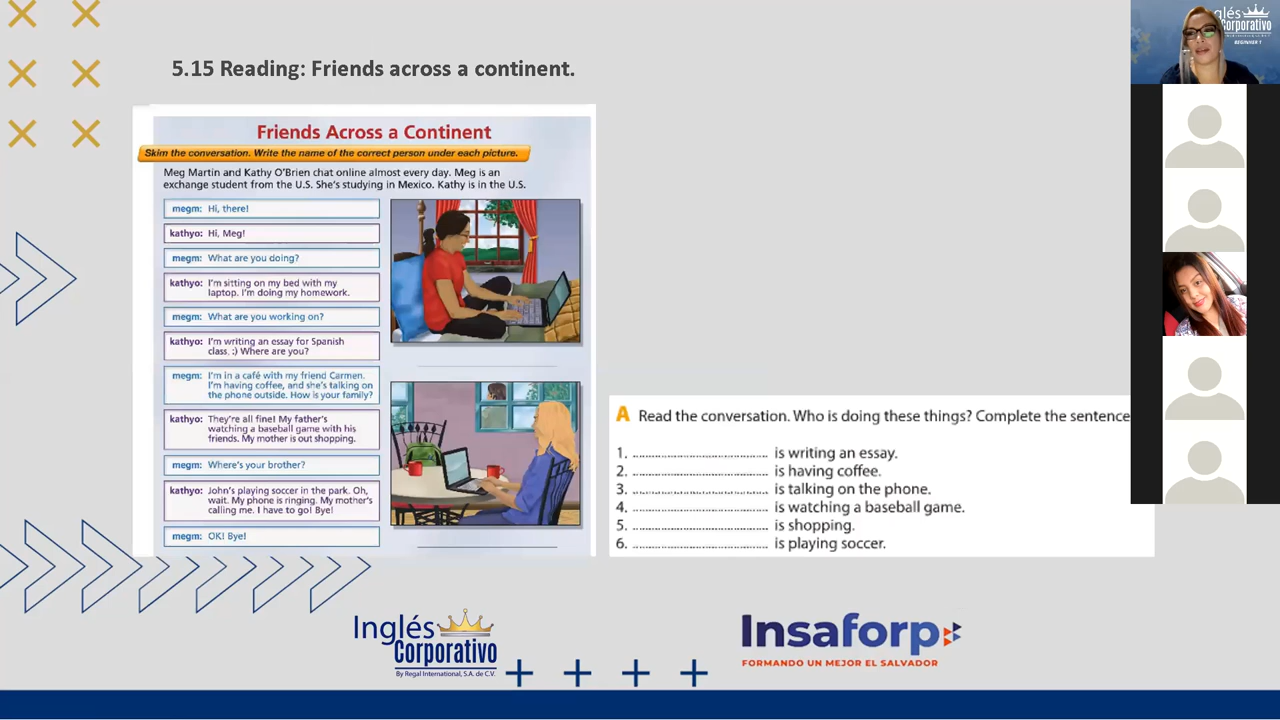 5.15 Reading: Friends across a continent.
Friends Across a Continent
Skim the conversation. Write the name of the correct person under each picture.
Meg Martin and Kathy O'Brien chat online almost every day. Meg is an
exchange student from the U.S. She's studying in Mexico. Kathy is in the U.S.
megm: Hi, there!
kathyo: Hi, Meg!
megm: What are you doing?
kathyo: I'm sitting on my bed with my
laptop. I'm doing my homework.
megm: What are you working on?
kathyo: I'm writing an essay for Spanish
class. :) Where are you?
megm: I'm in a café with my friend Carmen.
I'm having coffee, and she's talking on
the phone outside. How is your family?
kathyo: They're all fine! My father's
watching a baseball game with his
friends. My mother is out shopping.
megm: Where's your brother?
kathyo: John's playing soccer in the park. Oh,
wait. My phone is ringing. My mother's
calling me. I have to go! Bye!
megm: OK! Bye!
A Read the conversation. Who is doing these things? Complete the sentence
1. ........................................ is writing an essay.
2. ........................................ is having coffee.
3. ........................................ is talking on the phone.
4. ........................................ is watching a baseball game.
5. ........................................ is shopping.
6. ........................................ is playing soccer.
glés
Corporativo
BEGINNER 1
Inglés
Corporativo
By Regal International, S.A. de C.V.
Insaforp
FORMANDO UN MEJOR EL SALVADOR